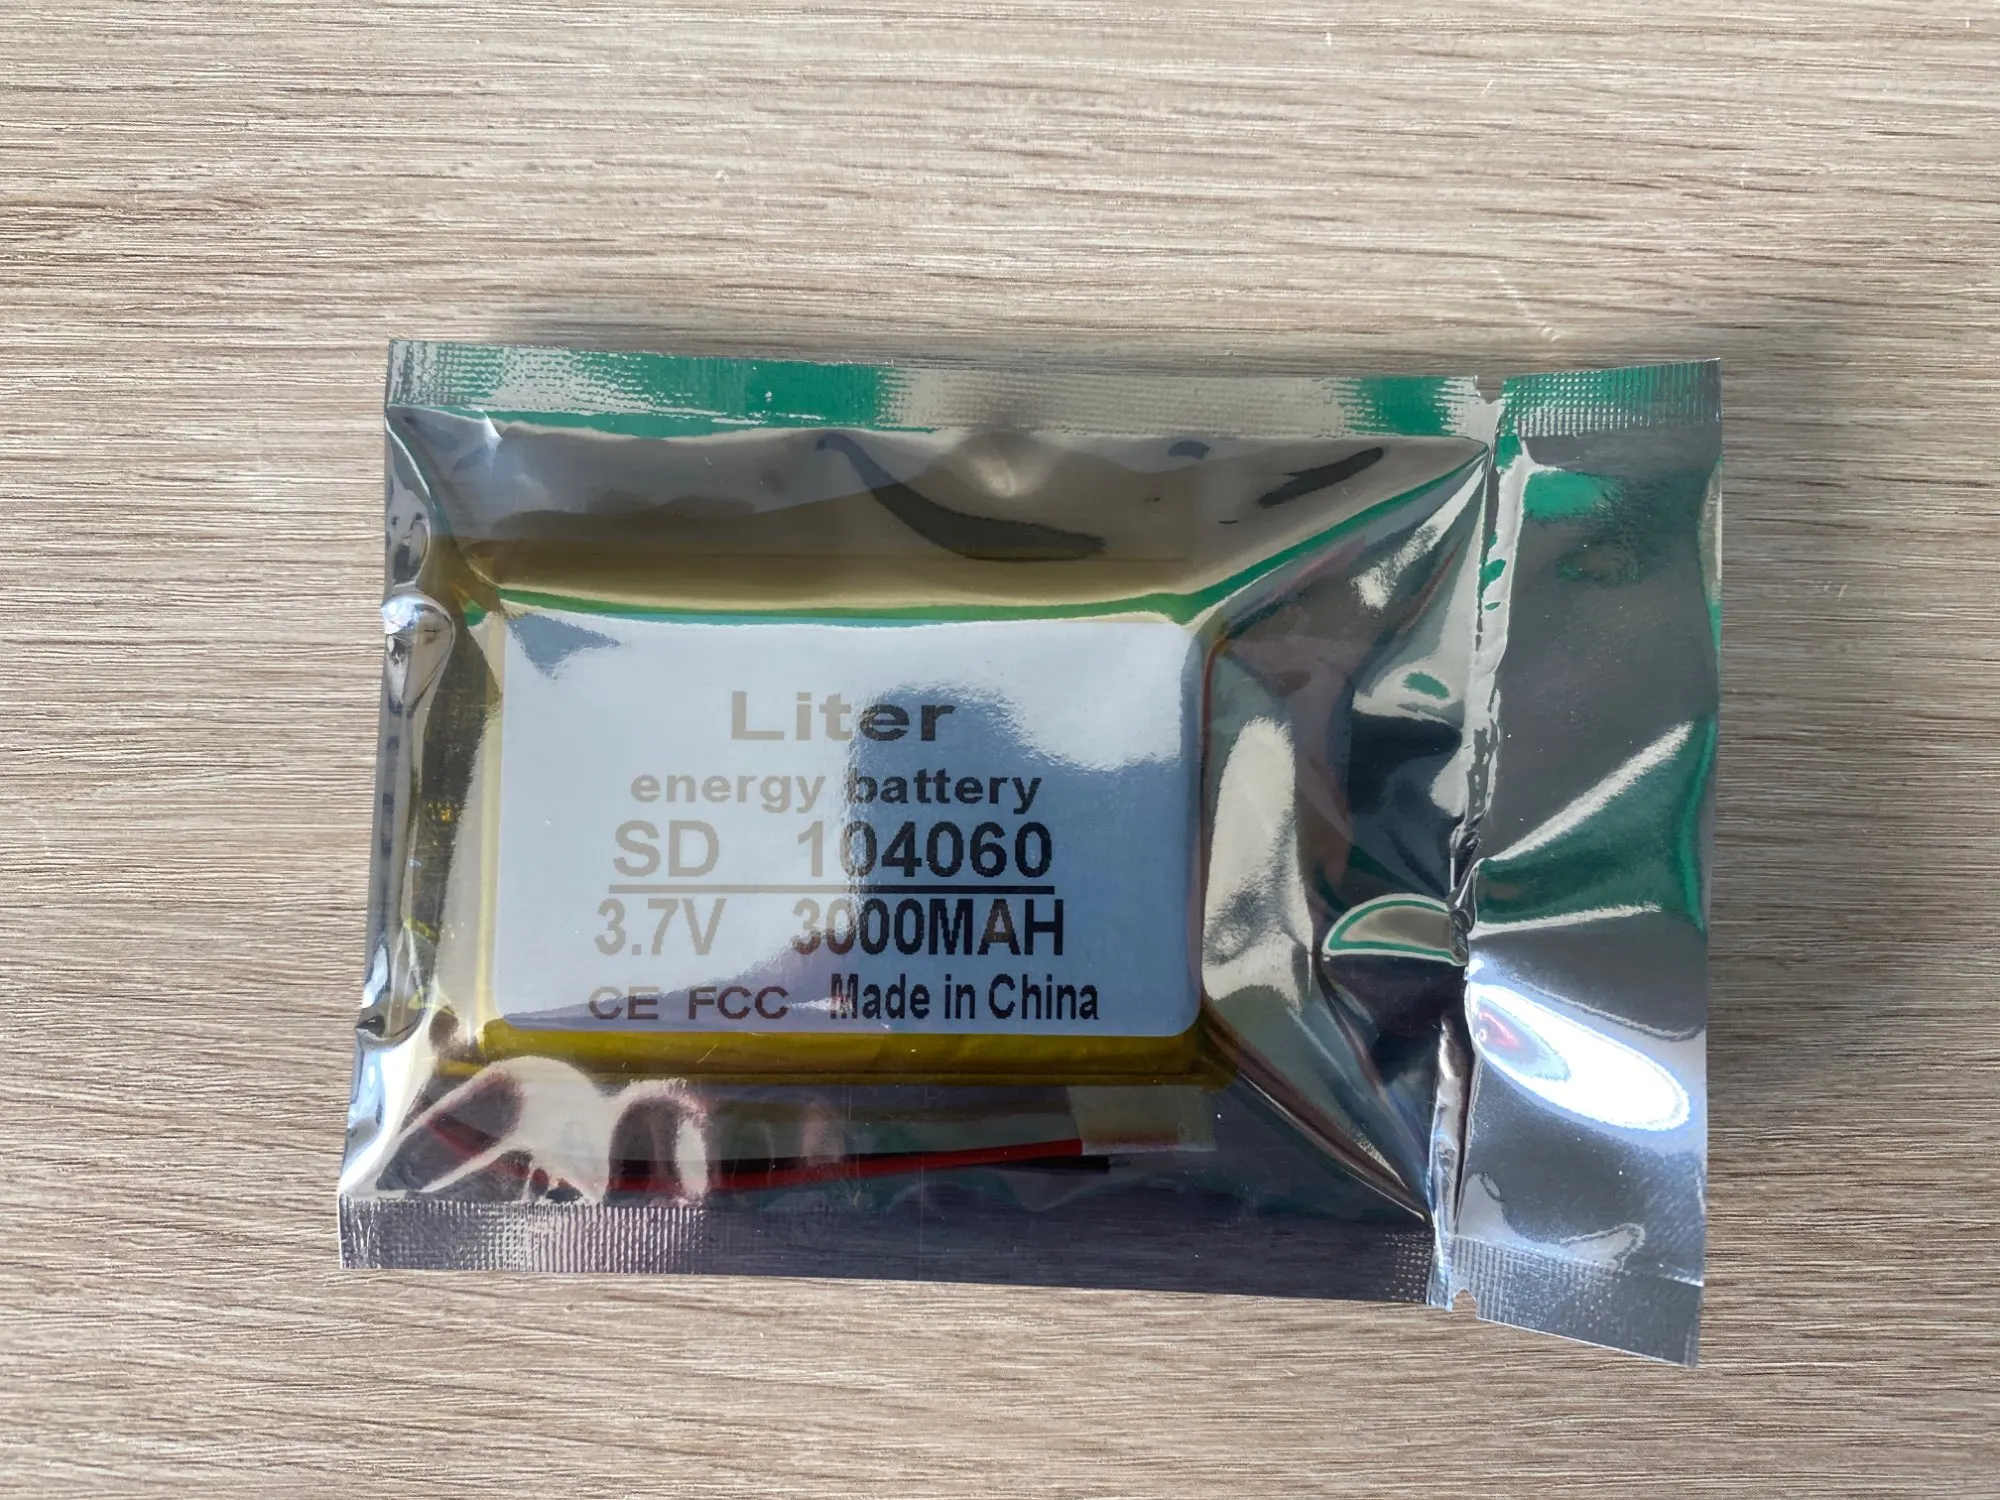 Liter
energy battery
SD 104060
3.7V 3000MAH
CE FCC Made in China